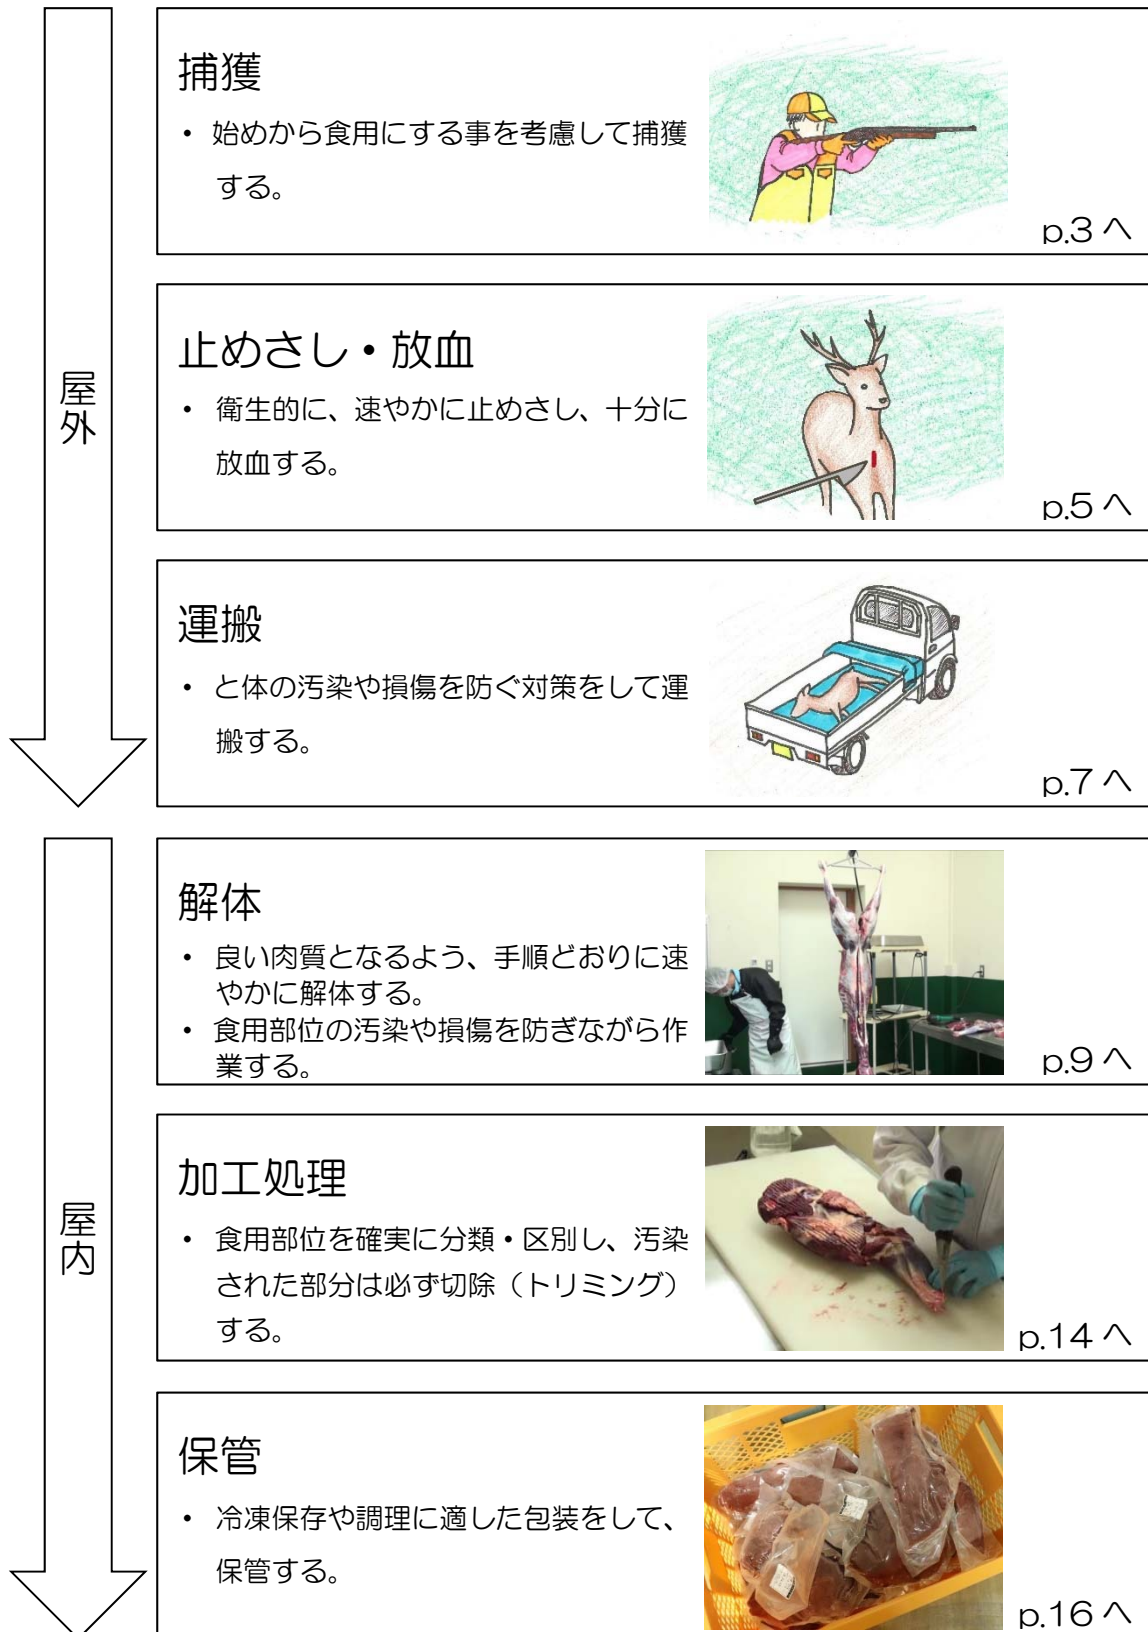 屋外
捕獲
• 始めから食用にする事を考慮して捕獲
する。
p.3 へ
止めさし・放血
• 衛生的に、速やかに止めさし、十分に
放血する。
p.5 へ
運搬
• と体の汚染や損傷を防ぐ対策をして運
搬する。
p.7 へ
屋内
解体
• 良い肉質となるよう、手順どおりに速
やかに解体する。
• 食用部位の汚染や損傷を防ぎながら作
業する。
p.9 へ
加工処理
• 食用部位を確実に分類・区別し、汚染
された部分は必ず切除（トリミング）
する。
p.14 へ
保管
• 冷凍保存や調理に適した包装をして、
保管する。
p.16 へ